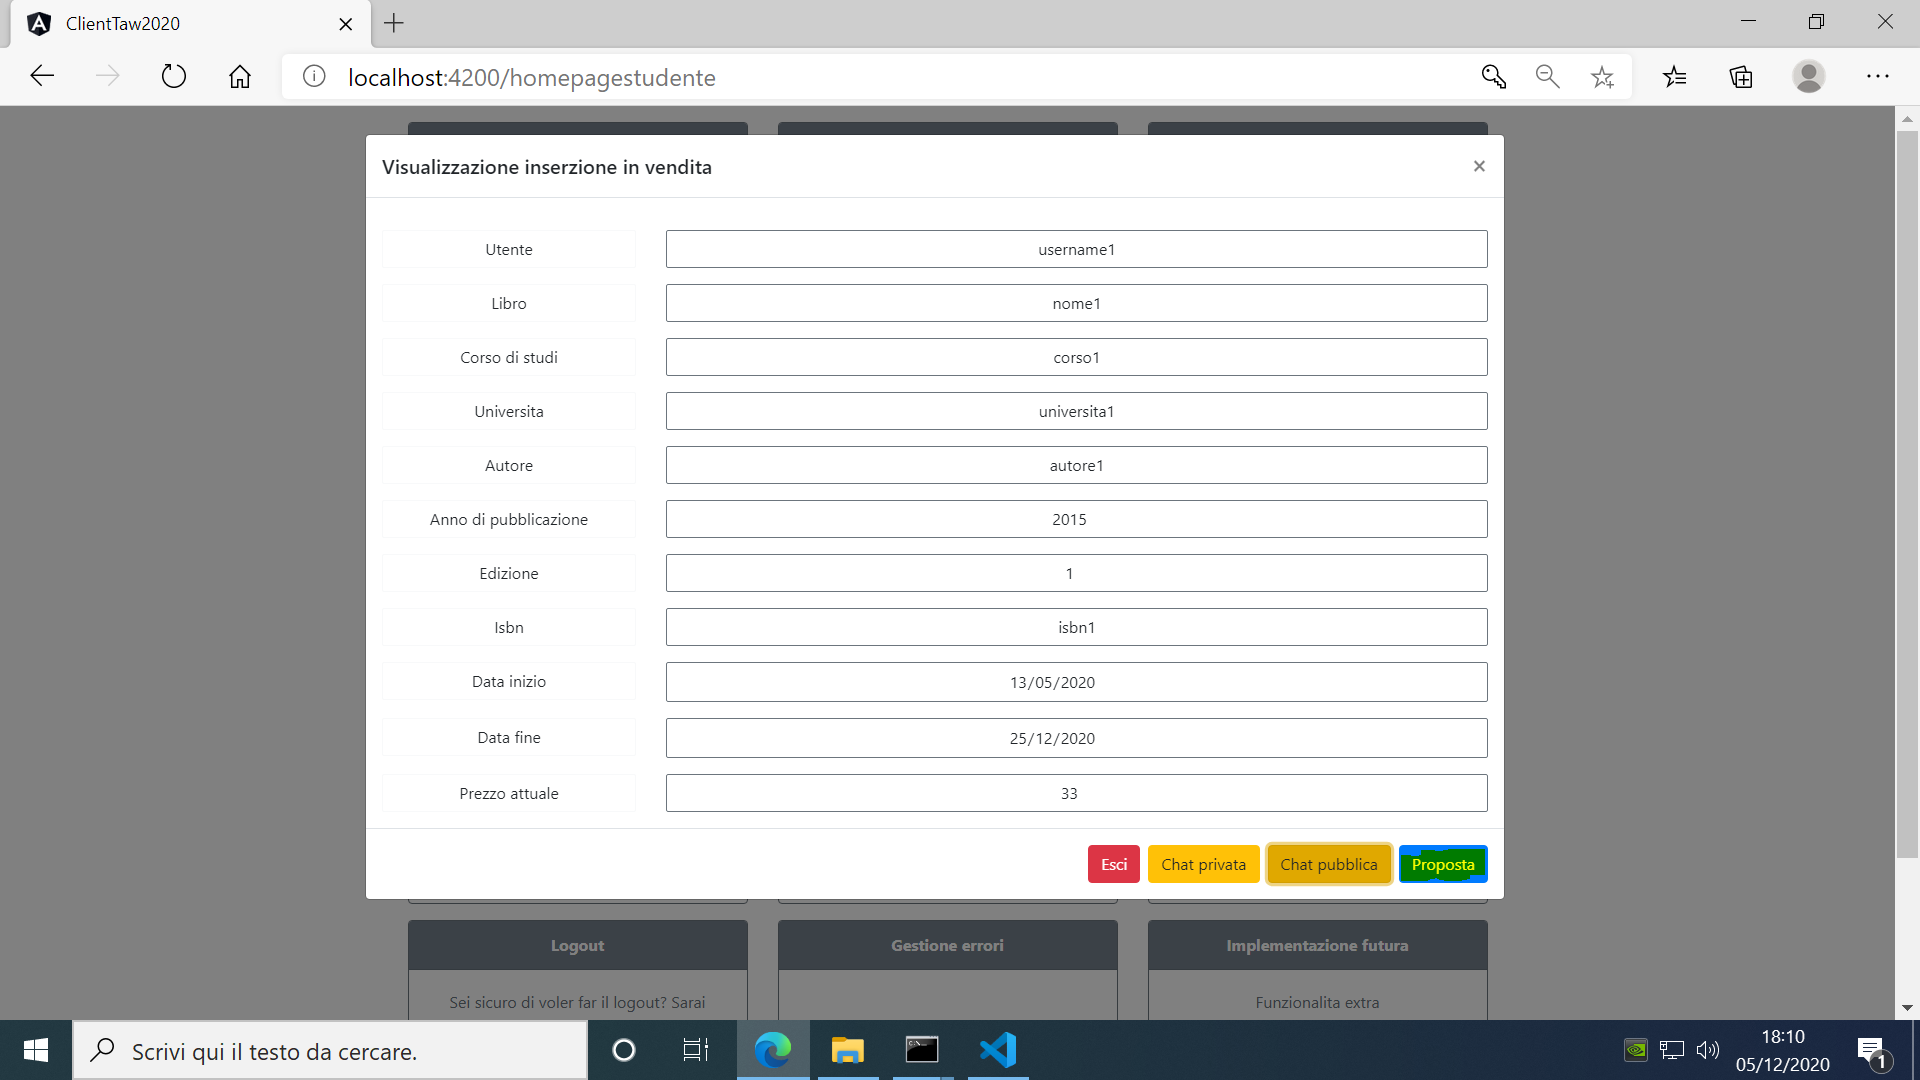 ClientTaw2020
localhost:4200/homepagestudente
Visualizzazione inserzione in vendita
×
Utente username1
Libro nome1
Corso di studi corso1
Universita universita1
Autore autore1
Anno di pubblicazione 2015
Edizione 1
Isbn isbn1
Data inizio 13/05/2020
Data fine 25/12/2020
Prezzo attuale 33
Esci Chat privata Chat pubblica Proposta
Logout Gestione errori Implementazione futura
Sei sicuro di voler far il logout? Sarai Funzionalita extra
Scrivi qui il testo da cercare.
18:10
05/12/2020
1